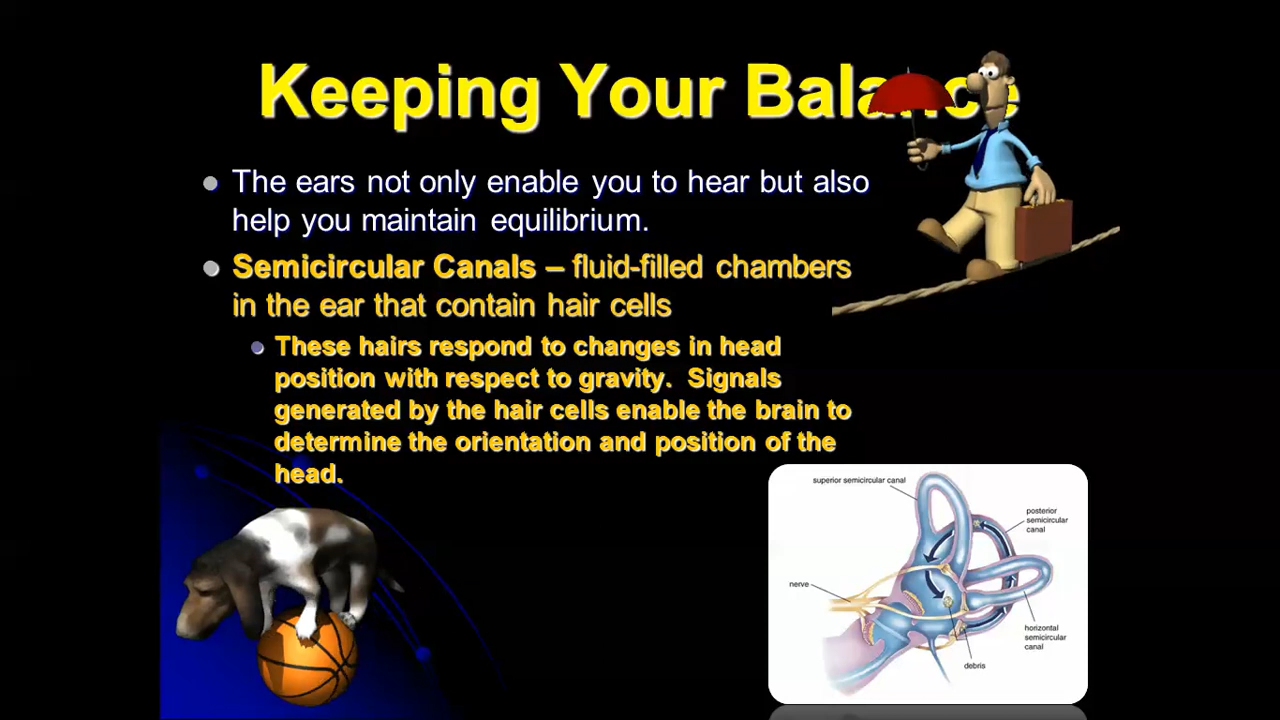 Keeping Your Balance
The ears not only enable you to hear but also
help you maintain equilibrium.
Semicircular Canals – fluid-filled chambers
in the ear that contain hair cells
These hairs respond to changes in head
position with respect to gravity.  Signals
generated by the hair cells enable the brain to
determine the orientation and position of the
head.
superior semicircular canal
posterior
semicircular
canal
nerve
horizontal
semicircular
canal
debris